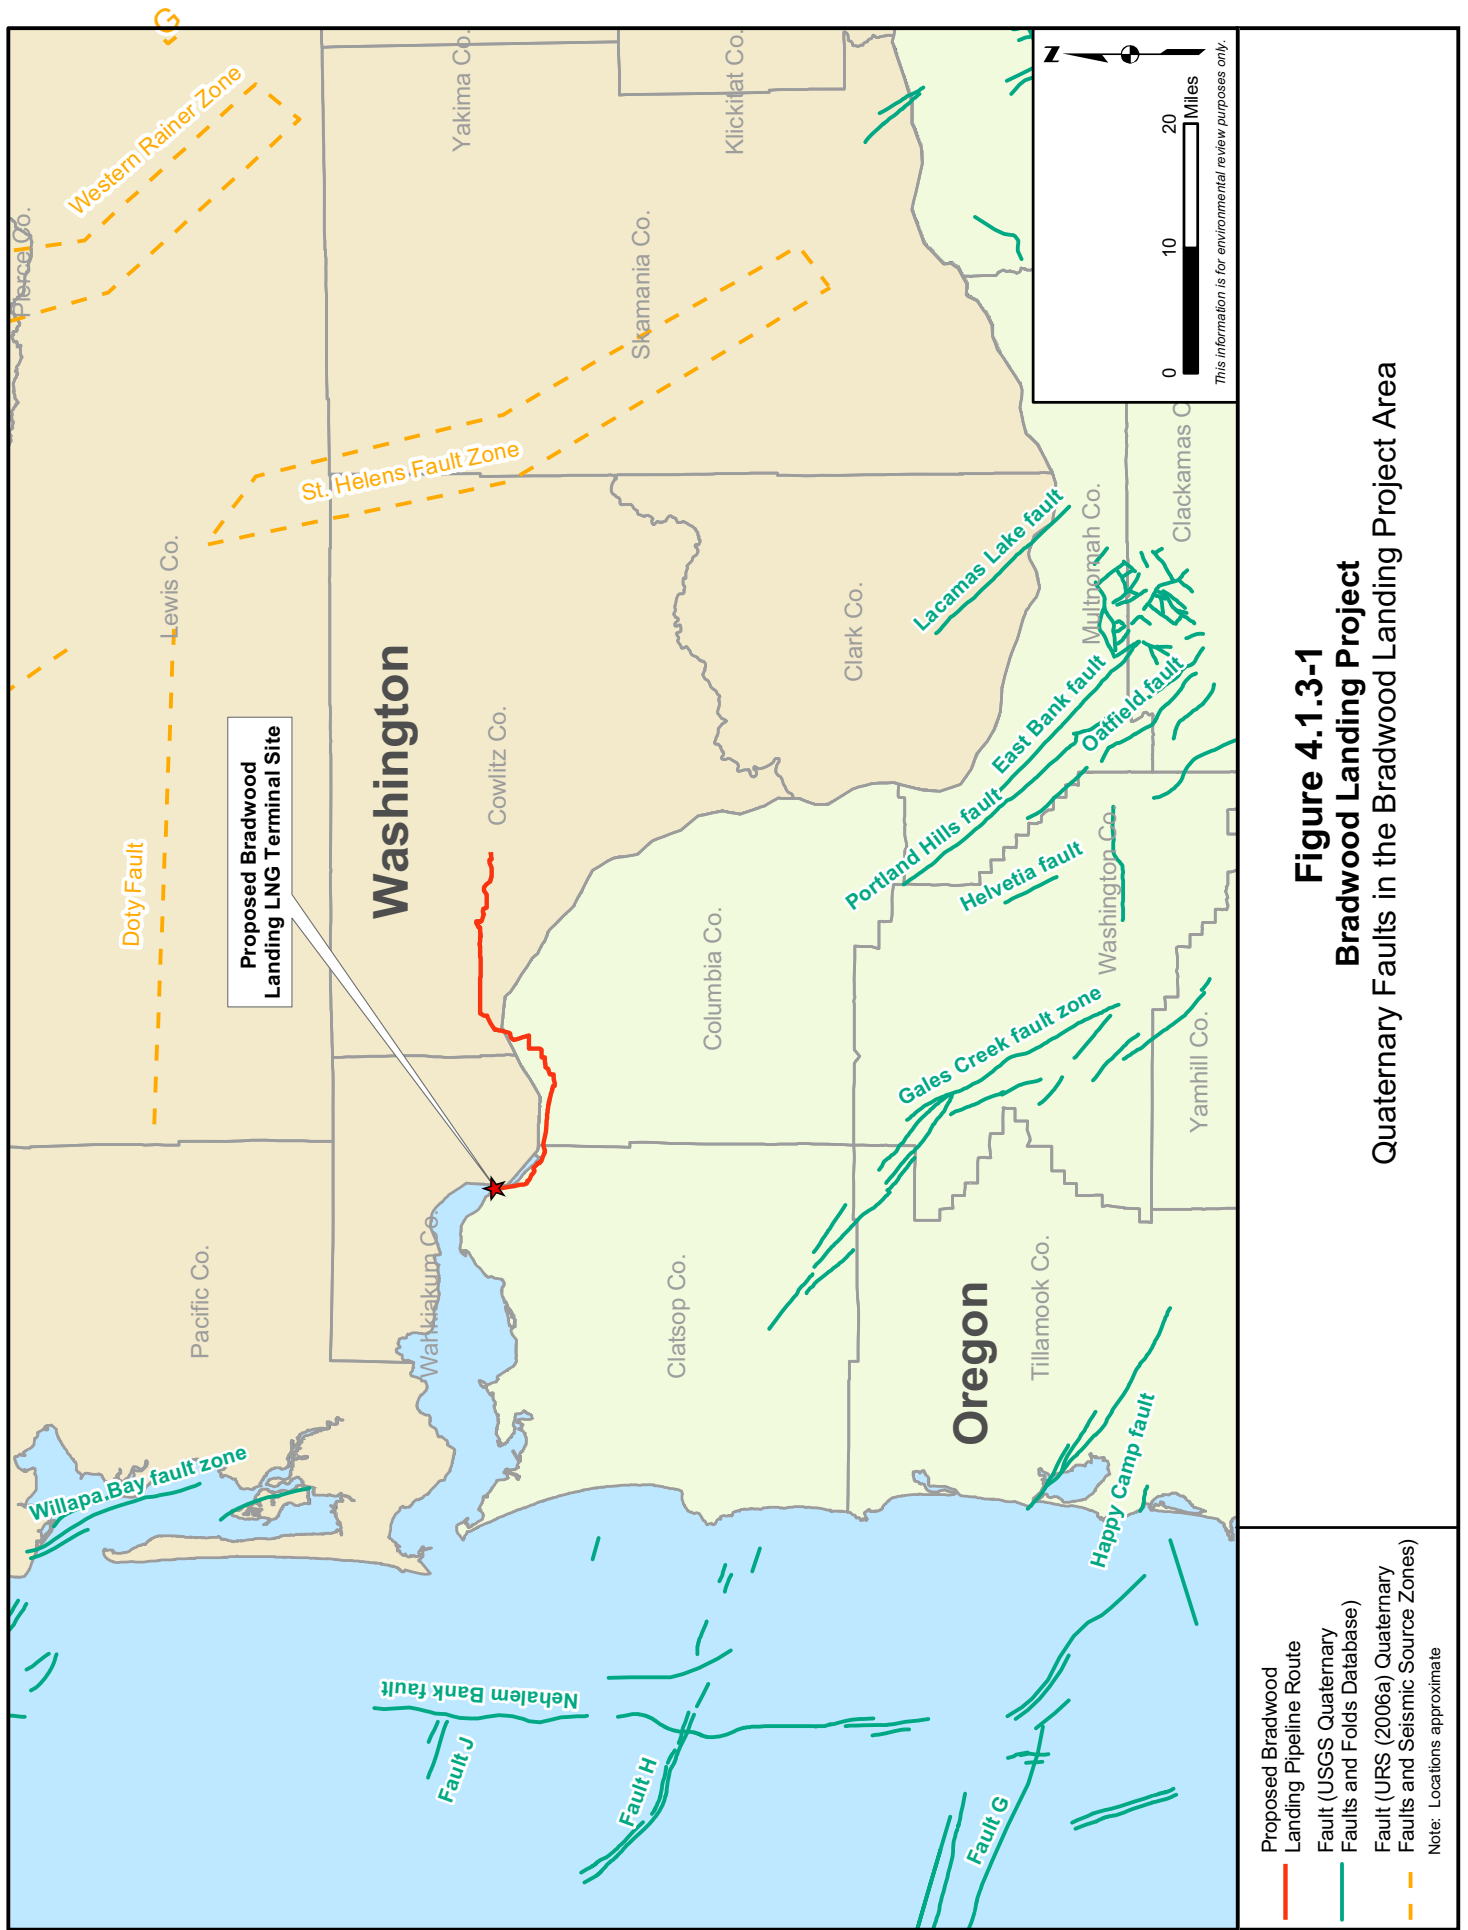 G
Western Rainer Zone
Pierce Co.
Yakima Co.
Klickitat Co.
Skamania Co.
St. Helens Fault Zone
Lewis Co.
Doty Fault
Washington
Cowlitz Co.
Clark Co.
Lacamas Lake fault
Multnomah Co.
Clackamas C
East Bank fault
Oatfield fault
Portland Hills fault
Helvetia fault
Washington Co.
Proposed Bradwood
Landing LNG Terminal Site
Columbia Co.
Gales Creek fault zone
Yamhill Co.
Pacific Co.
Wahkiakum Co.
Clatsop Co.
Oregon
Tillamook Co.
Willapa Bay fault zone
Happy Camp fault
Nehalem Bank fault
Fault J
Fault H
Fault G
N
0 10 20
Miles
This information is for environmental review purposes only.
Proposed Bradwood
Landing Pipeline Route
Fault (USGS Quaternary
Faults and Folds Database)
Fault (URS (2006a) Quaternary
Faults and Seismic Source Zones)
Note: Locations approximate
Figure 4.1.3-1
Bradwood Landing Project
Quaternary Faults in the Bradwood Landing Project Area